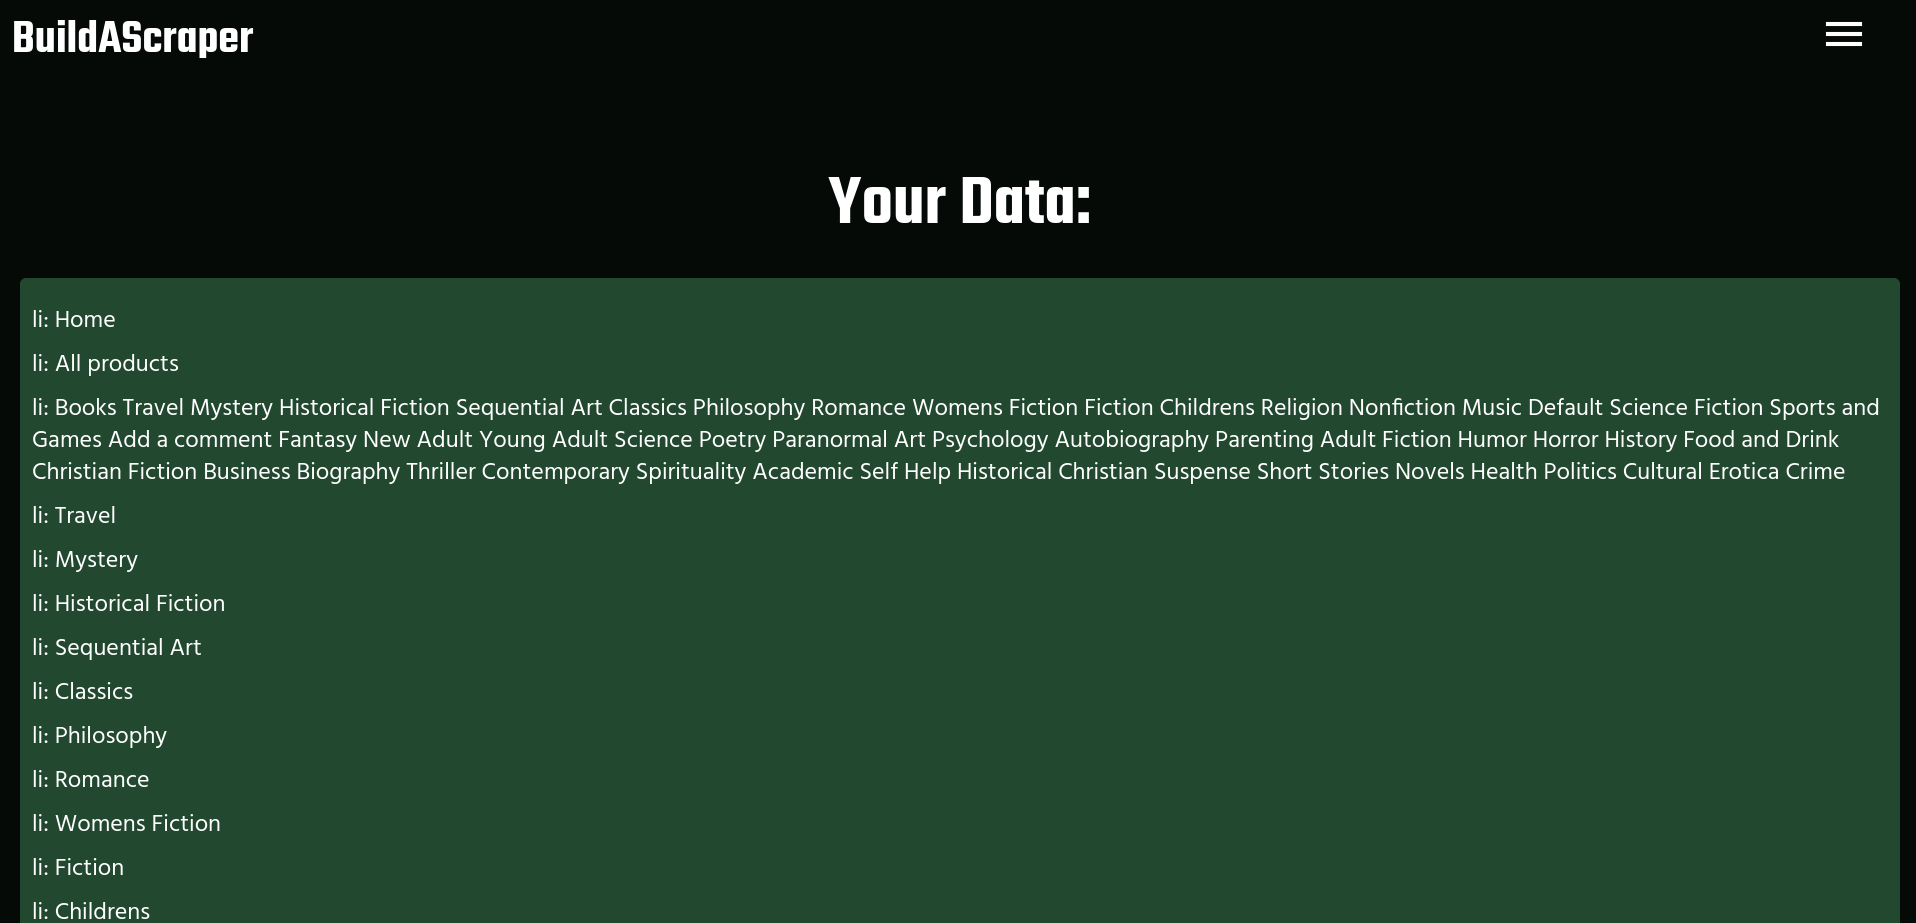 BuildAScraper
Your Data:
li: Home
li: All products
li: Books Travel Mystery Historical Fiction Sequential Art Classics Philosophy Romance Womens Fiction Fiction Childrens Religion Nonfiction Music Default Science Fiction Sports and
Games Add a comment Fantasy New Adult Young Adult Science Poetry Paranormal Art Psychology Autobiography Parenting Adult Fiction Humor Horror History Food and Drink
Christian Fiction Business Biography Thriller Contemporary Spirituality Academic Self Help Historical Christian Suspense Short Stories Novels Health Politics Cultural Erotica Crime
li: Travel
li: Mystery
li: Historical Fiction
li: Sequential Art
li: Classics
li: Philosophy
li: Romance
li: Womens Fiction
li: Fiction
li: Childrens